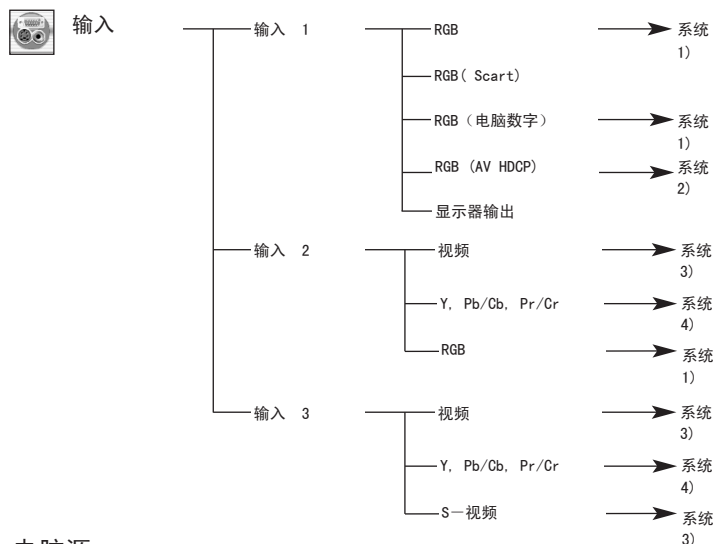 输入
输入 1
RGB
系统
1)
RGB( Scart)
RGB（电脑数字）
系统
1)
RGB (AV HDCP)
系统
2)
显示器输出
输入 2
视频
系统
3)
Y, Pb/Cb, Pr/Cr
系统
4)
RGB
系统
1)
输入 3
视频
系统
3)
Y, Pb/Cb, Pr/Cr
系统
4)
S－视频
系统
3)